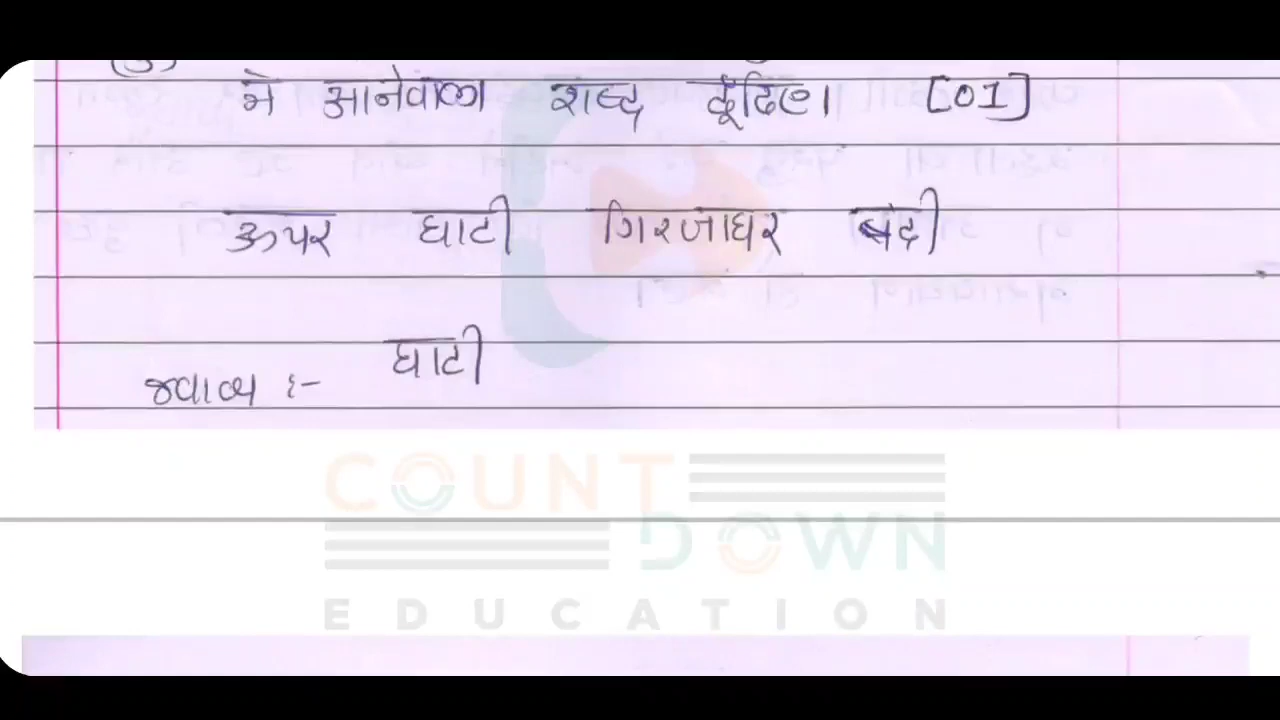 में आनेवाला शब्द ढूँढिए। [01]
ऊपर घाटी गिरजाघर बंदी
घाटी
जवाब :-
COUNT
DOWN
EDUCATION